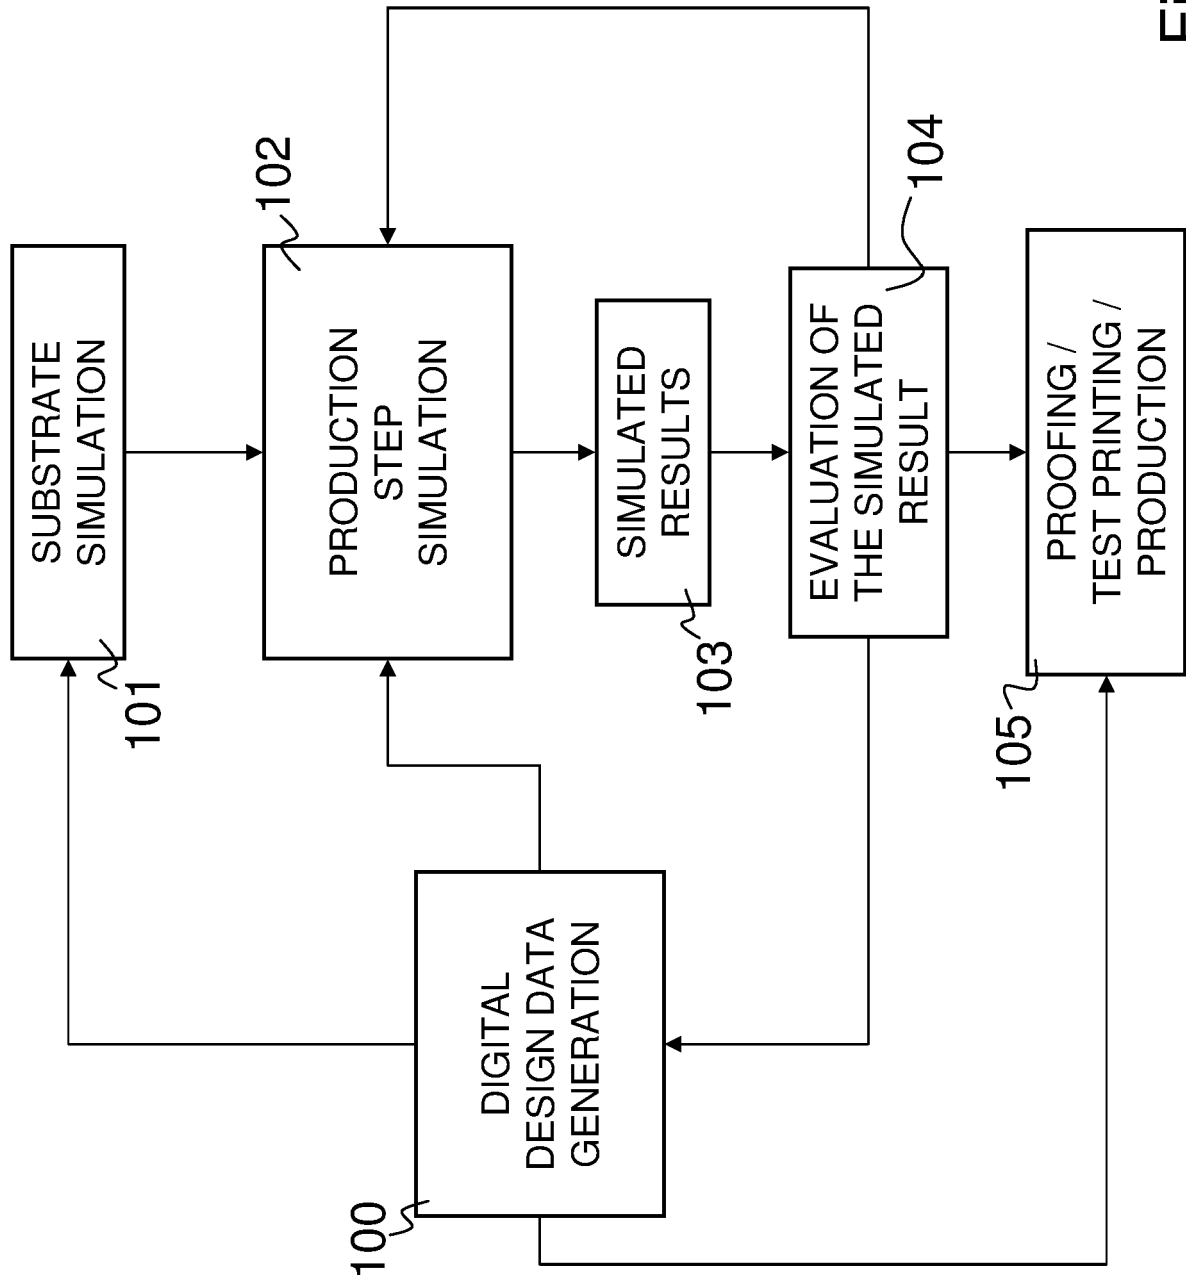 SUBSTRATE
SIMULATION
101
PRODUCTION
STEP
SIMULATION
102
SIMULATED
RESULTS
103
EVALUATION OF
THE SIMULATED
RESULT
104
PROOFING /
TEST PRINTING /
PRODUCTION
105
DIGITAL
DESIGN DATA
GENERATION
100